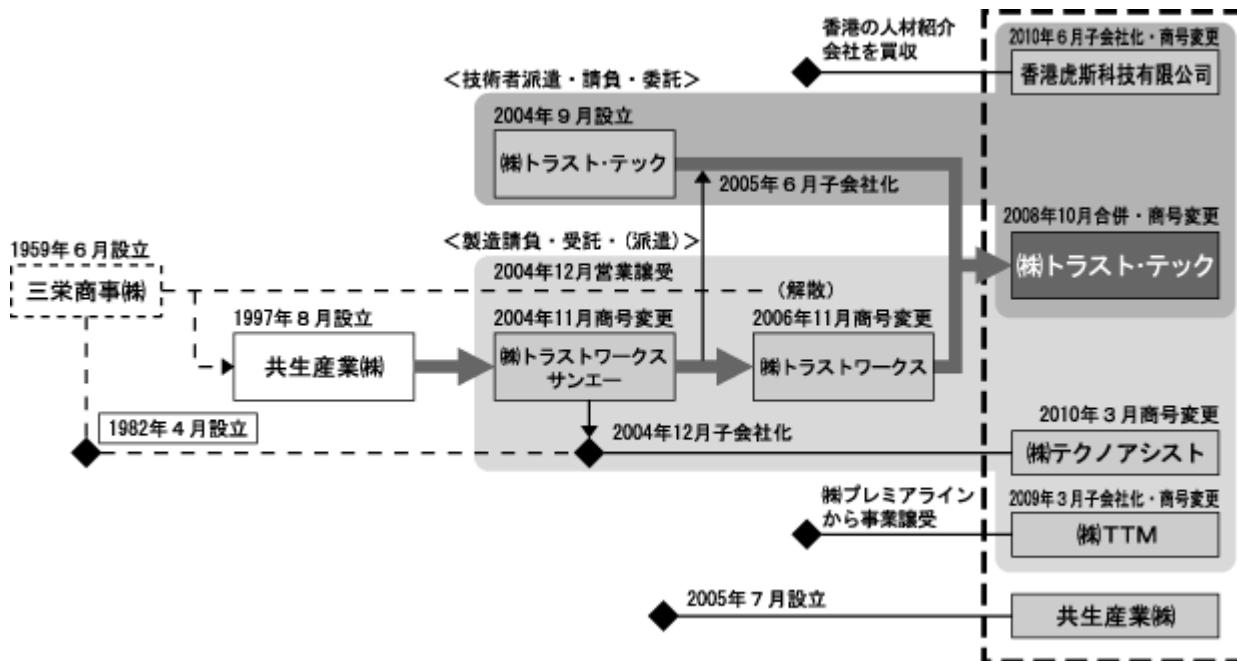 香港の人材紹介
会社を買収
2010年6月子会社化・商号変更
香港虎斯科技有限公司
＜技術者派遣・請負・委託＞
2004年９月設立
㈱トラスト・テック
2005年６月子会社化
2008年10月合併・商号変更
㈱トラスト・テック
＜製造請負・受託・(派遣)＞
1959年６月設立
三栄商事㈱
2004年12月営業譲受
(解散)
1997年８月設立
共生産業㈱
2004年11月商号変更
㈱トラストワークス
サンエー
2006年11月商号変更
㈱トラストワークス
1982年４月設立
2004年12月子会社化
2010年３月商号変更
㈱テクノアシスト
㈱プレミアライン
から事業譲受
2009年３月子会社化・商号変更
㈱TTM
2005年７月設立
共生産業㈱